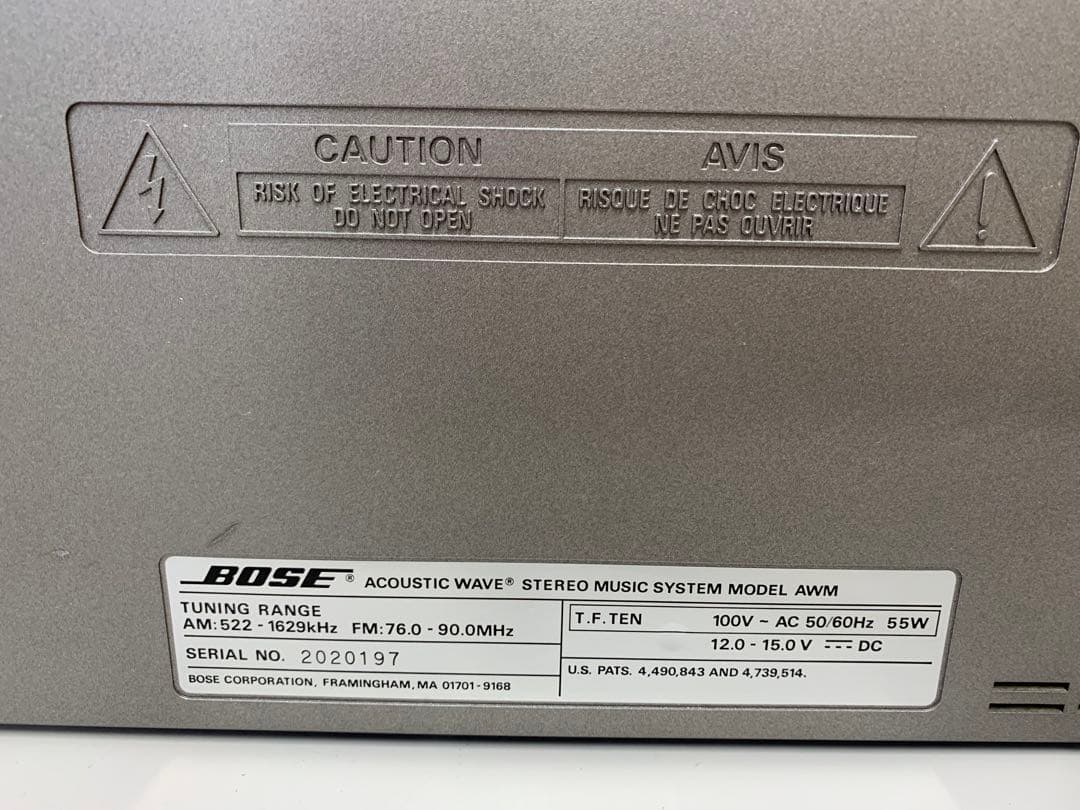 CAUTION
RISK OF ELECTRICAL SHOCK
DO NOT OPEN
AVIS
RISQUE DE CHOC ELECTRIQUE
NE PAS OUVRIR
BOSE® ACOUSTIC WAVE® STEREO MUSIC SYSTEM MODEL AWM
TUNING RANGE
AM:522 - 1629kHz FM:76.0 - 90.0MHz
SERIAL NO. 2020197
BOSE CORPORATION, FRAMINGHAM, MA 01701-9168
T.F.TEN 100V ~ AC 50/60Hz 55W
12.0 - 15.0 V ⎓ DC
U.S. PATS. 4,490,843 AND 4,739,514.